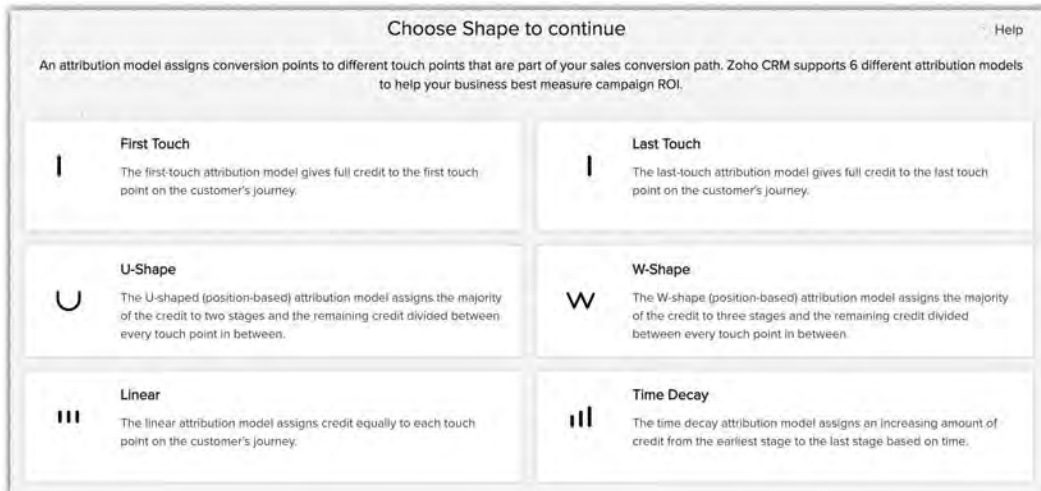 Choose Shape to continue
Help
An attribution model assigns conversion points to different touch points that are part of your sales conversion path. Zoho CRM supports 6 different attribution models
to help your business best measure campaign ROI.
First Touch
The first-touch attribution model gives full credit to the first touch
point on the customer's journey.
Last Touch
The last-touch attribution model gives full credit to the last touch
point on the customer's journey.
U-Shape
The U-shaped (position-based) attribution model assigns the majority
of the credit to two stages and the remaining credit divided between
every touch point in between.
W-Shape
The W-shape (position-based) attribution model assigns the majority
of the credit to three stages and the remaining credit divided
between every touch point in between.
Linear
The linear attribution model assigns credit equally to each touch
point on the customer's journey.
Time Decay
The time decay attribution model assigns an increasing amount of
credit from the earliest stage to the last stage based on time.